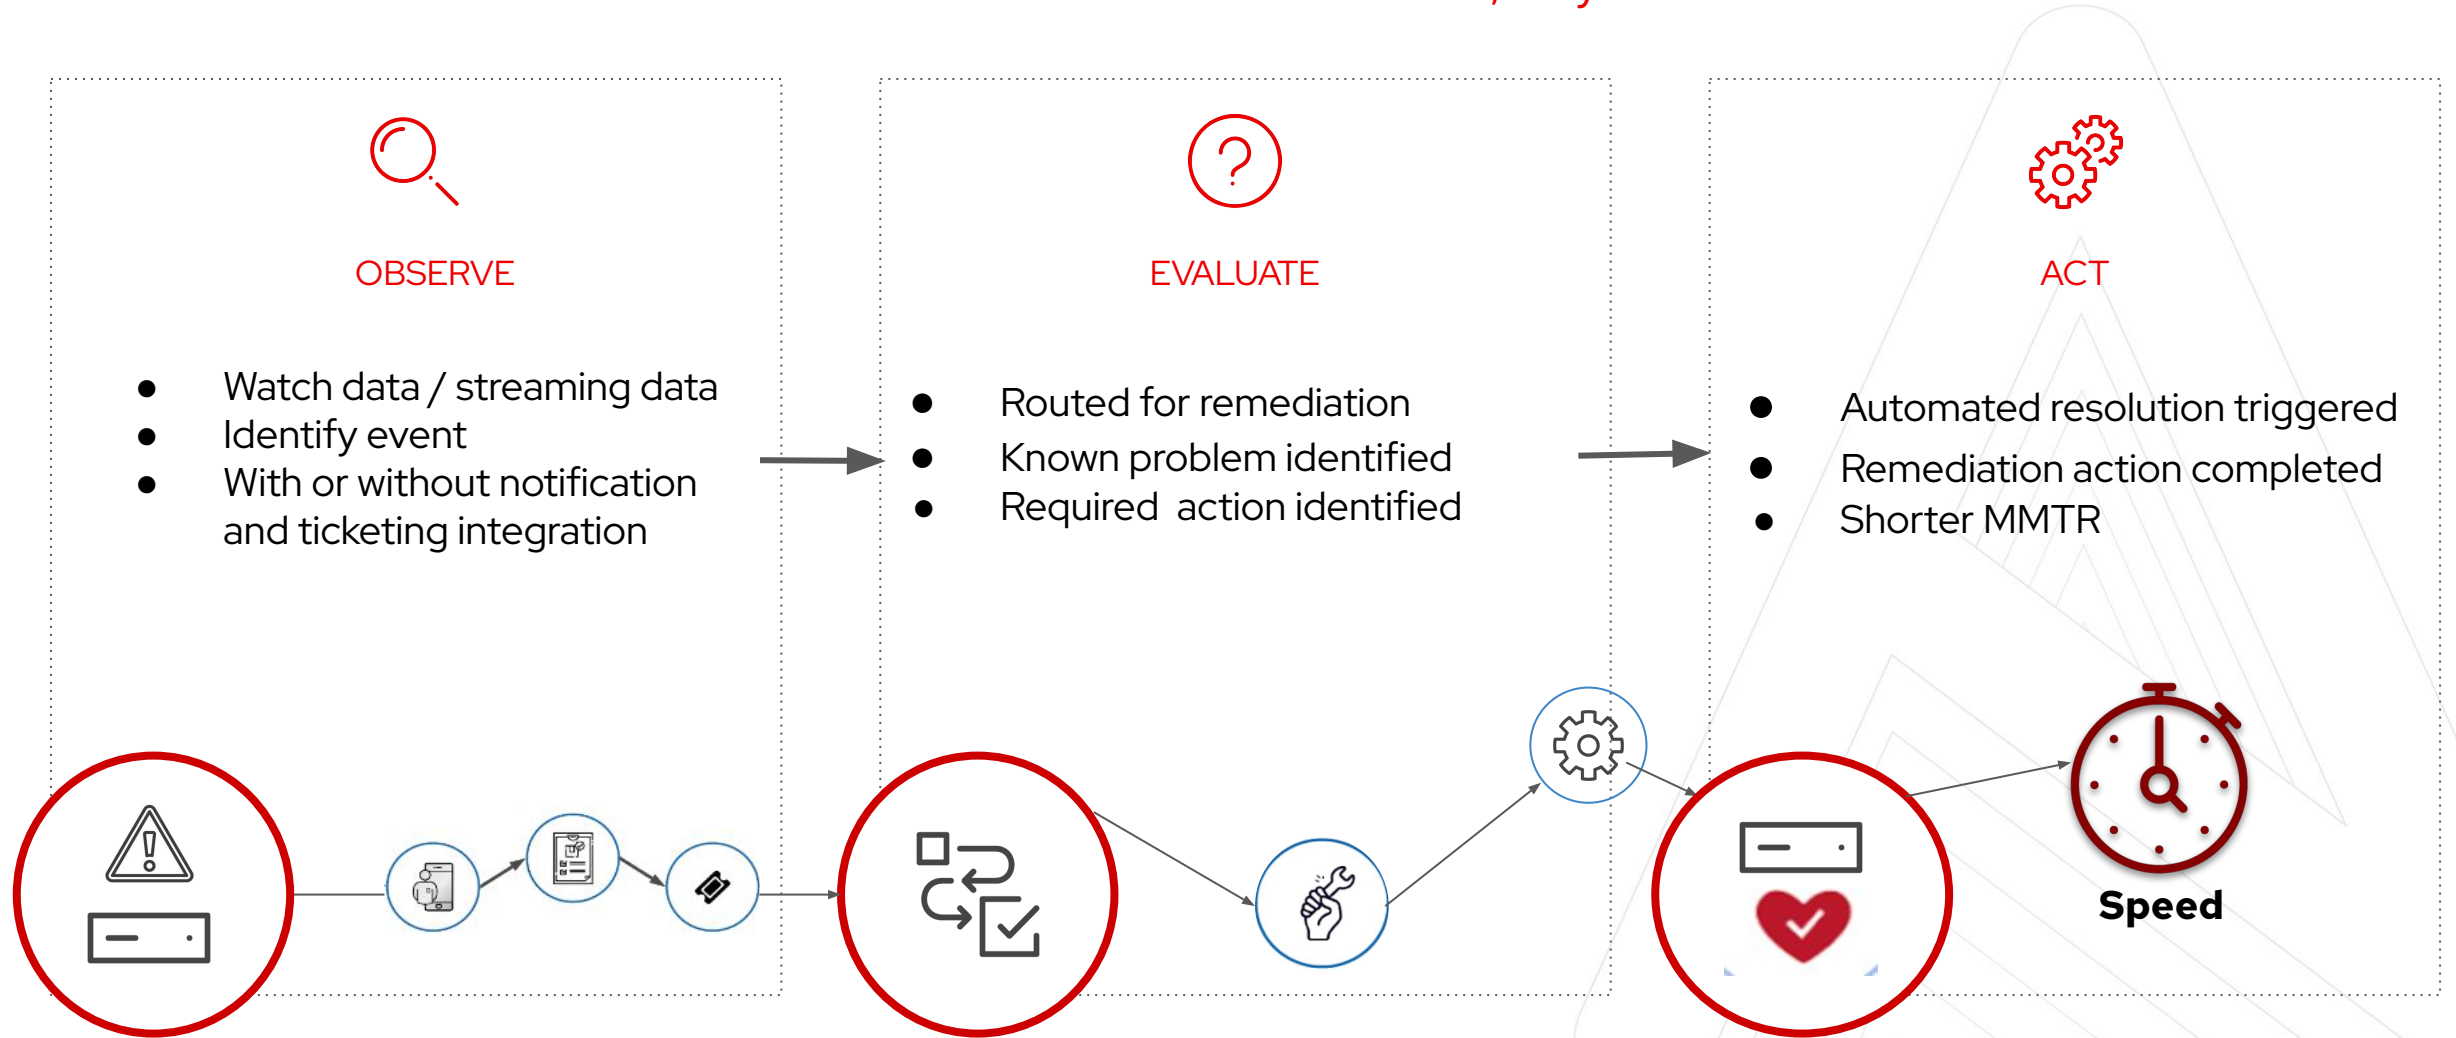 OBSERVE
● Watch data / streaming data
● Identify event
● With or without notification
and ticketing integration
EVALUATE
● Routed for remediation
● Known problem identified
● Required action identified
ACT
● Automated resolution triggered
● Remediation action completed
● Shorter MMTR
Speed